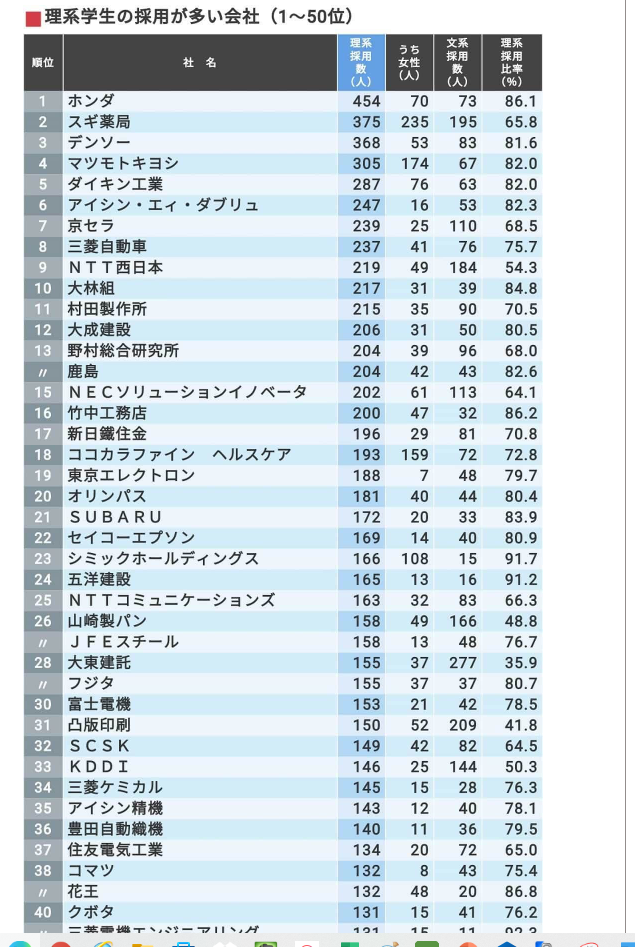 理系学生の採用が多い会社（1～50位）
順位 社　名 理系採用数（人） うち女性（人） 文系採用数（人） 理系採用比率（%）
1 ホンダ 454 70 73 86.1
2 スギ薬局 375 235 195 65.8
3 デンソー 368 53 83 81.6
4 マツモトキヨシ 305 174 67 82.0
5 ダイキン工業 287 76 63 82.0
6 アイシン・エィ・ダブリュ 247 16 53 82.3
7 京セラ 239 25 110 68.5
8 三菱自動車 237 41 76 75.7
9 ＮＴＴ西日本 219 49 184 54.3
10 大林組 217 31 39 84.8
11 村田製作所 215 35 90 70.5
12 大成建設 206 31 50 80.5
13 野村総合研究所 204 39 96 68.0
〃 鹿島 204 42 43 82.6
15 ＮＥＣソリューションイノベータ 202 61 113 64.1
16 竹中工務店 200 47 32 86.2
17 新日鐵住金 196 29 81 70.8
18 ココカラファイン　ヘルスケア 193 159 72 72.8
19 東京エレクトロン 188 7 48 79.7
20 オリンパス 181 40 44 80.4
21 ＳＵＢＡＲＵ 172 20 33 83.9
22 セイコーエプソン 169 14 40 80.9
23 シミックホールディングス 166 108 15 91.7
24 五洋建設 165 13 16 91.2
25 ＮＴＴコミュニケーションズ 163 32 83 66.3
26 山崎製パン 158 49 166 48.8
〃 ＪＦＥスチール 158 13 48 76.7
28 大東建託 155 37 277 35.9
〃 フジタ 155 37 37 80.7
30 富士電機 153 21 42 78.5
31 凸版印刷 150 52 209 41.8
32 ＳＣＳＫ 149 42 82 64.5
33 ＫＤＤＩ 146 25 144 50.3
34 三菱ケミカル 145 15 28 76.3
35 アイシン精機 143 12 40 78.1
36 豊田自動織機 140 11 36 79.5
37 住友電気工業 134 20 72 65.0
38 コマツ 132 8 43 75.4
〃 花王 132 48 20 86.8
40 クボタ 131 15 41 76.2
〃 三菱電機エンジニアリング 131 15 11 92.3